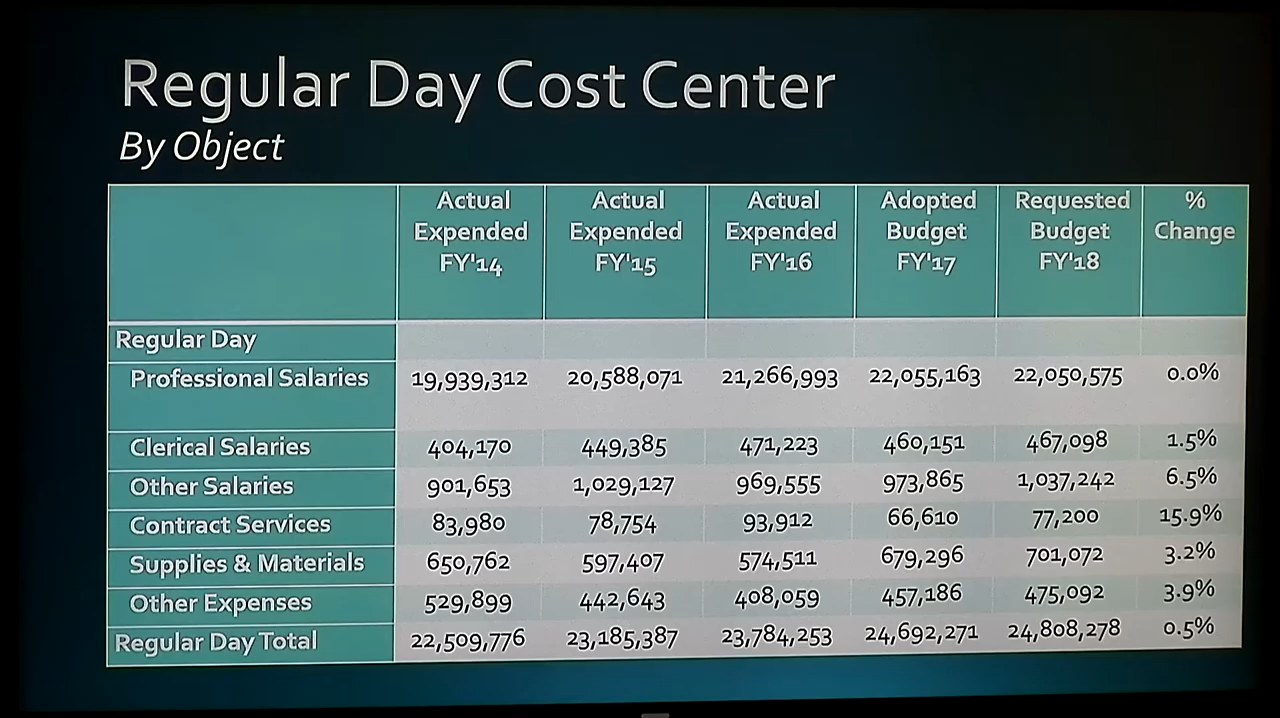 Regular Day Cost Center
By Object
Actual Expended FY'14 Actual Expended FY'15 Actual Expended FY'16 Adopted Budget FY'17 Requested Budget FY'18 % Change
Regular Day
Professional Salaries 19,939,312 20,588,071 21,266,993 22,055,163 22,050,575 0.0%
Clerical Salaries 404,170 449,385 471,223 460,151 467,098 1.5%
Other Salaries 901,653 1,029,127 969,555 973,865 1,037,242 6.5%
Contract Services 83,980 78,754 93,912 66,610 77,200 15.9%
Supplies & Materials 650,762 597,407 574,511 679,296 701,072 3.2%
Other Expenses 529,899 442,643 408,059 457,186 475,092 3.9%
Regular Day Total 22,509,776 23,185,387 23,784,253 24,692,271 24,808,278 0.5%